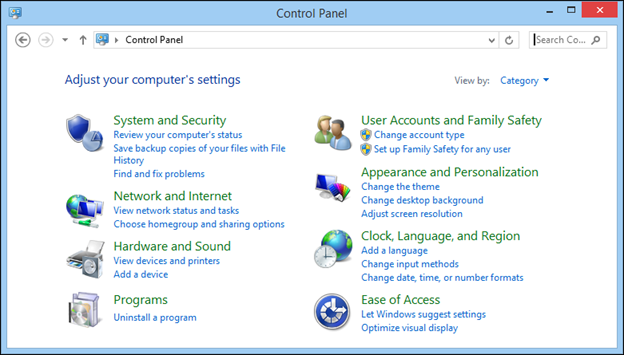 Control Panel
Control Panel
Search Co...
Adjust your computer's settings
View by: Category
System and Security
Review your computer's status
Save backup copies of your files with File
History
Find and fix problems
Network and Internet
View network status and tasks
Choose homegroup and sharing options
Hardware and Sound
View devices and printers
Add a device
Programs
Uninstall a program
User Accounts and Family Safety
Change account type
Set up Family Safety for any user
Appearance and Personalization
Change the theme
Change desktop background
Adjust screen resolution
Clock, Language, and Region
Add a language
Change input methods
Change date, time, or number formats
Ease of Access
Let Windows suggest settings
Optimize visual display